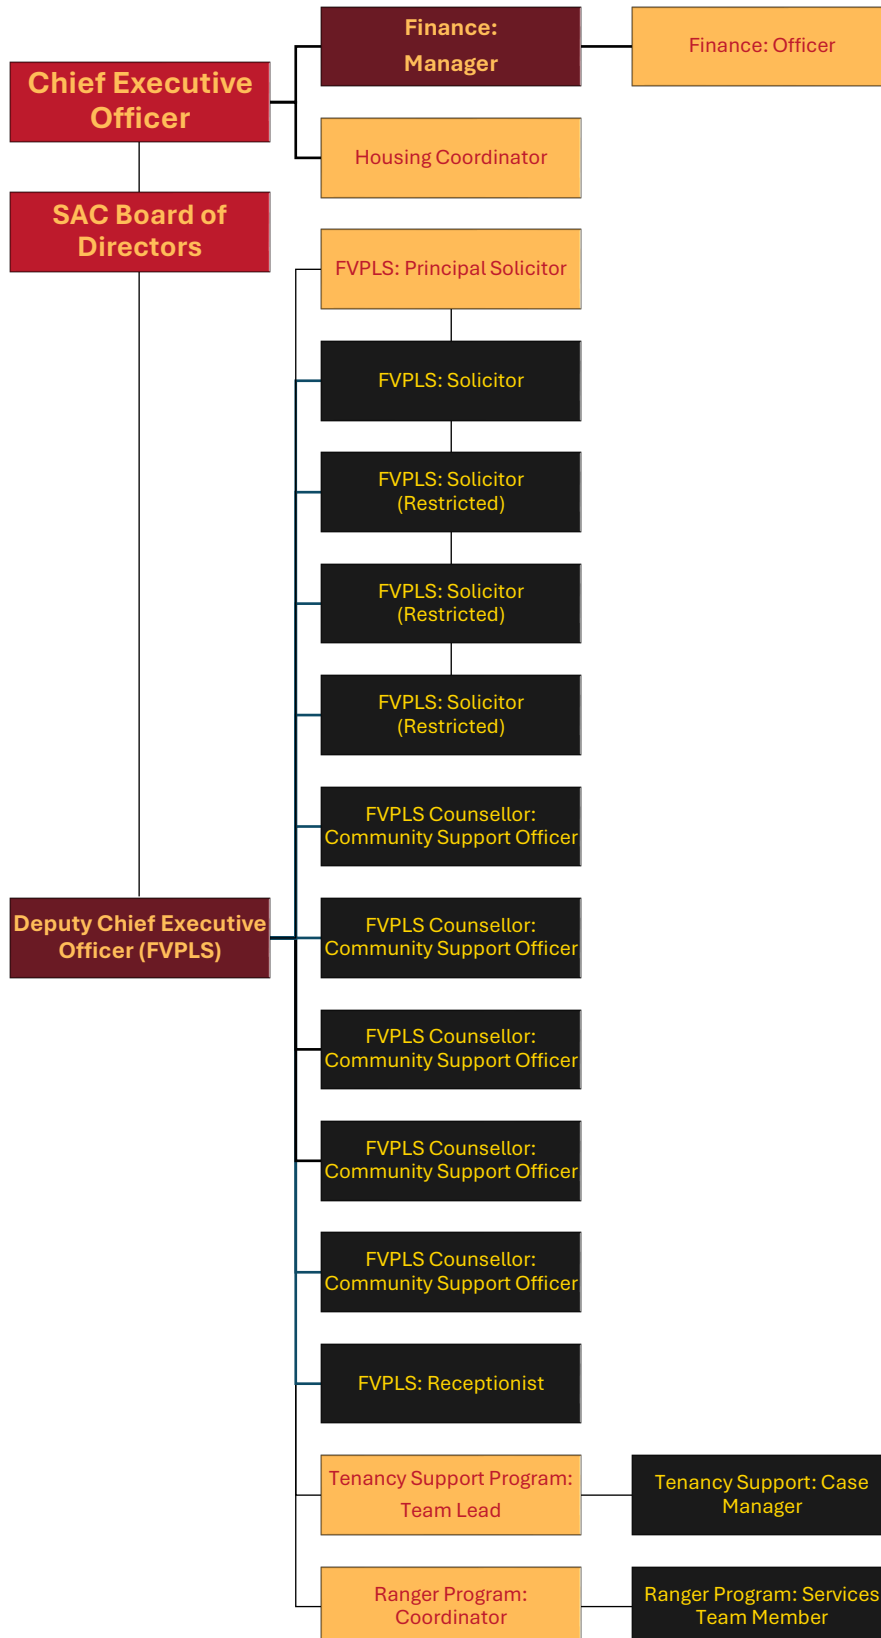 Finance:
Manager
Finance: Officer
Chief Executive
Officer
Housing Coordinator
SAC Board of
Directors
FVPLS: Principal Solicitor
FVPLS: Solicitor
FVPLS: Solicitor
(Restricted)
FVPLS: Solicitor
(Restricted)
FVPLS: Solicitor
(Restricted)
FVPLS Counsellor:
Community Support Officer
Deputy Chief Executive
Officer (FVPLS)
FVPLS Counsellor:
Community Support Officer
FVPLS Counsellor:
Community Support Officer
FVPLS Counsellor:
Community Support Officer
FVPLS Counsellor:
Community Support Officer
FVPLS: Receptionist
Tenancy Support Program:
Team Lead
Tenancy Support: Case
Manager
Ranger Program:
Coordinator
Ranger Program: Services
Team Member